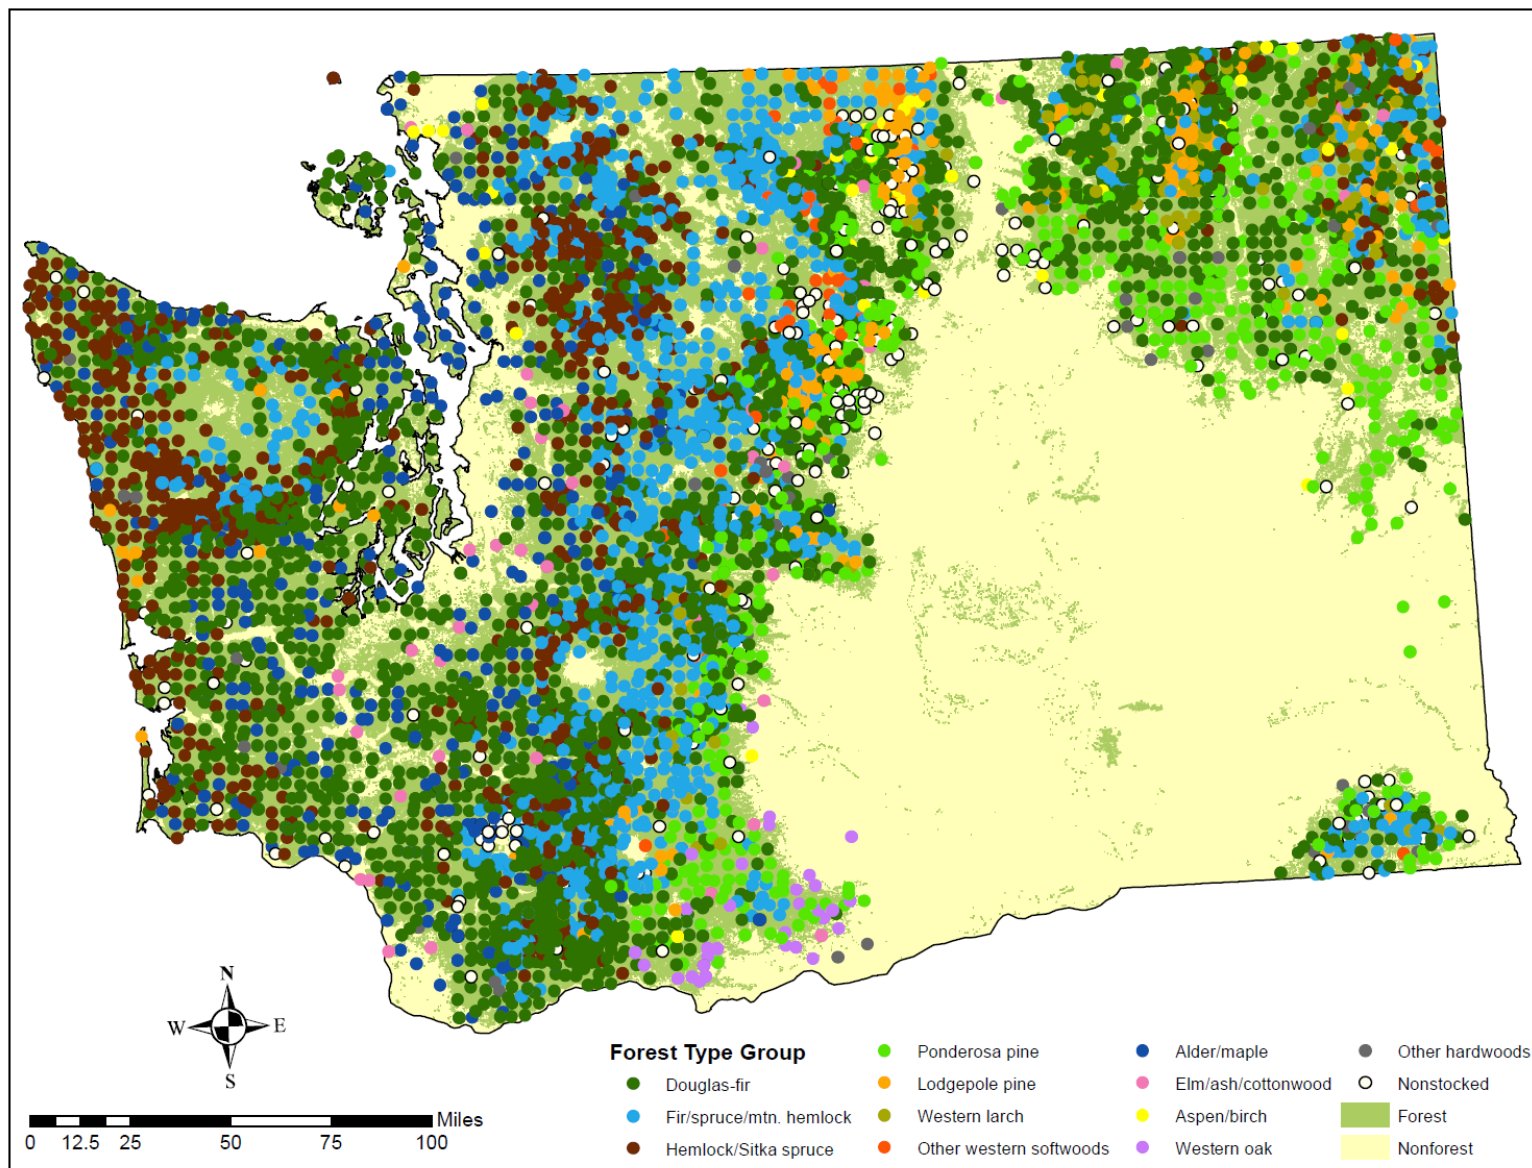 N
W E
S
Miles
0 12.5 25 50 75 100
Forest Type Group
Douglas-fir
Fir/spruce/mtn. hemlock
Hemlock/Sitka spruce
Ponderosa pine
Lodgepole pine
Western larch
Other western softwoods
Alder/maple
Elm/ash/cottonwood
Aspen/birch
Western oak
Other hardwoods
Nonstocked
Forest
Nonforest